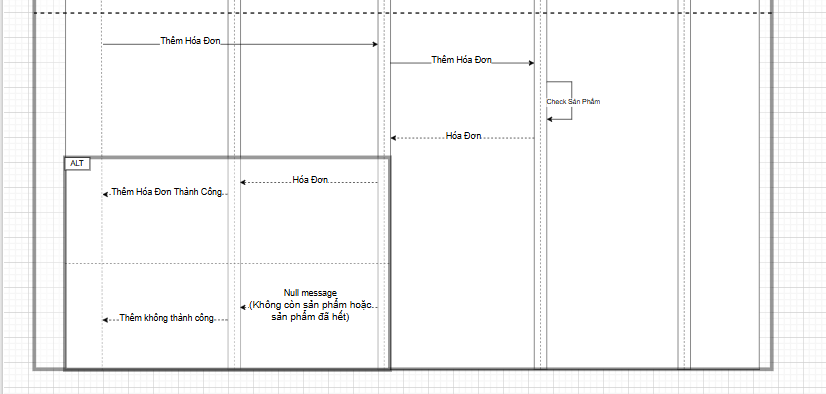 Thêm Hóa Đơn
Thêm Hóa Đơn
Check Sản Phẩm
Hóa Đơn
ALT
Hóa Đơn
Thêm Hóa Đơn Thành Công
Null message
(Không còn sản phẩm hoặc
sản phẩm đã hết)
Thêm không thành công